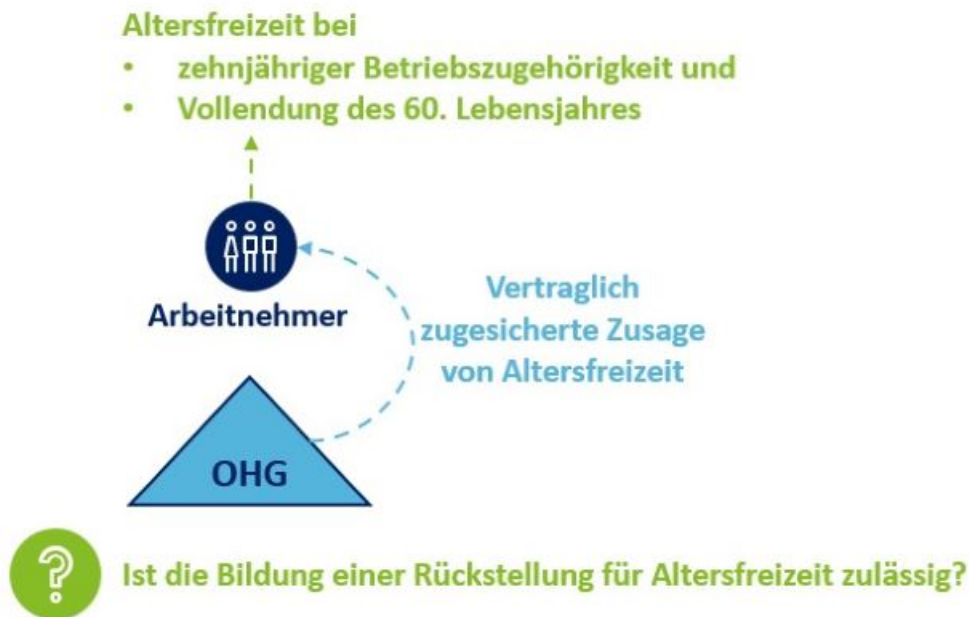 Altersfreizeit bei
• zehnjähriger Betriebszugehörigkeit und
• Vollendung des 60. Lebensjahres
Arbeitnehmer
Vertraglich
zugesicherte Zusage
von Altersfreizeit
OHG
? Ist die Bildung einer Rückstellung für Altersfreizeit zulässig?